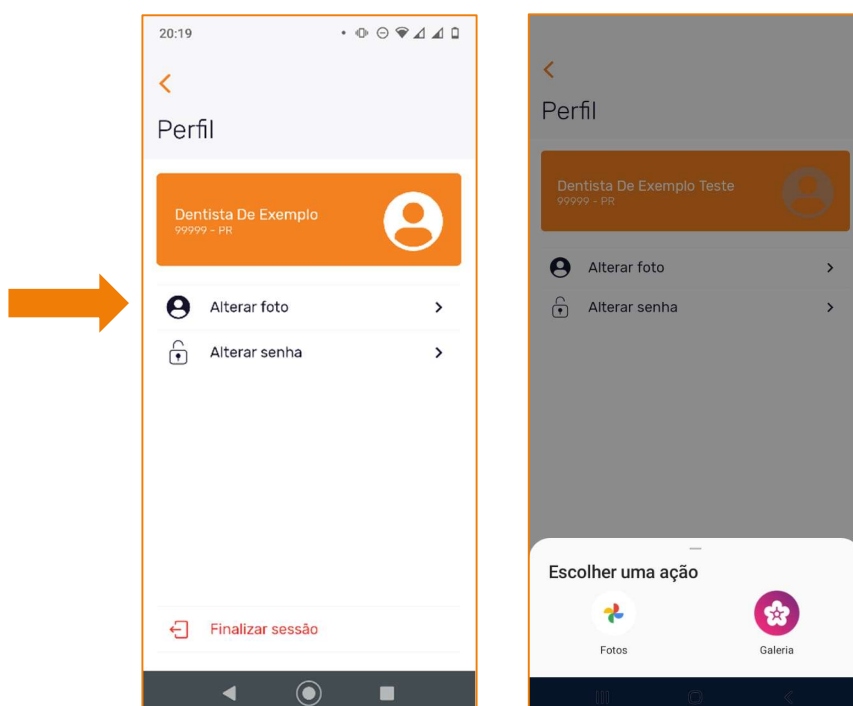 20:19
Perfil
Dentista De Exemplo
99999 - PR
Alterar foto
Alterar senha
Finalizar sessão
Perfil
Dentista De Exemplo Teste
99999 - PR
Alterar foto
Alterar senha
Escolher uma ação
Fotos
Galeria